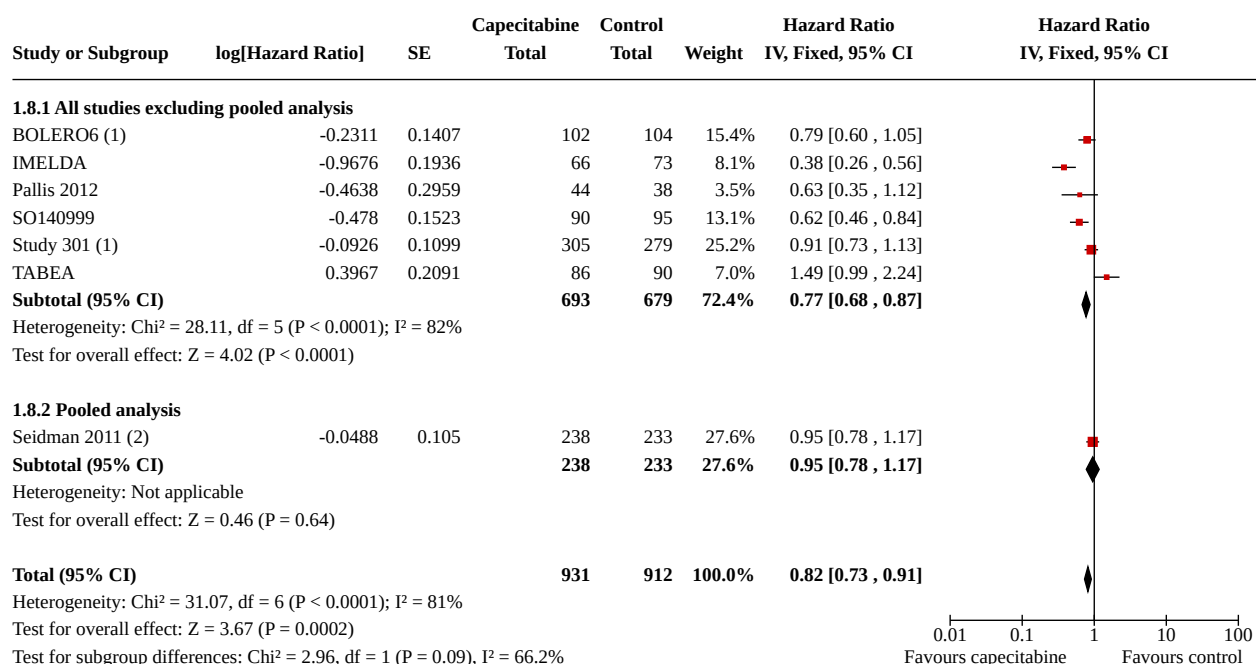 Capecitabine Control Hazard Ratio Hazard Ratio
Study or Subgroup log[Hazard Ratio] SE Total Total Weight IV, Fixed, 95% CI IV, Fixed, 95% CI
1.8.1 All studies excluding pooled analysis
BOLERO6 (1) -0.2311 0.1407 102 104 15.4% 0.79 [0.60 , 1.05]
IMELDA -0.9676 0.1936 66 73 8.1% 0.38 [0.26 , 0.56]
Pallis 2012 -0.4638 0.2959 44 38 3.5% 0.63 [0.35 , 1.12]
SO140999 -0.478 0.1523 90 95 13.1% 0.62 [0.46 , 0.84]
Study 301 (1) -0.0926 0.1099 305 279 25.2% 0.91 [0.73 , 1.13]
TABEA 0.3967 0.2091 86 90 7.0% 1.49 [0.99 , 2.24]
Subtotal (95% CI) 693 679 72.4% 0.77 [0.68 , 0.87]
Heterogeneity: Chi² = 28.11, df = 5 (P < 0.0001); I² = 82%
Test for overall effect: Z = 4.02 (P < 0.0001)
1.8.2 Pooled analysis
Seidman 2011 (2) -0.0488 0.105 238 233 27.6% 0.95 [0.78 , 1.17]
Subtotal (95% CI) 238 233 27.6% 0.95 [0.78 , 1.17]
Heterogeneity: Not applicable
Test for overall effect: Z = 0.46 (P = 0.64)
Total (95% CI) 931 912 100.0% 0.82 [0.73 , 0.91]
Heterogeneity: Chi² = 31.07, df = 6 (P < 0.0001); I² = 81%
Test for overall effect: Z = 3.67 (P = 0.0002)
0.01 0.1 1 10 100
Test for subgroup differences: Chi² = 2.96, df = 1 (P = 0.09), I² = 66.2% Favours capecitabine Favours control